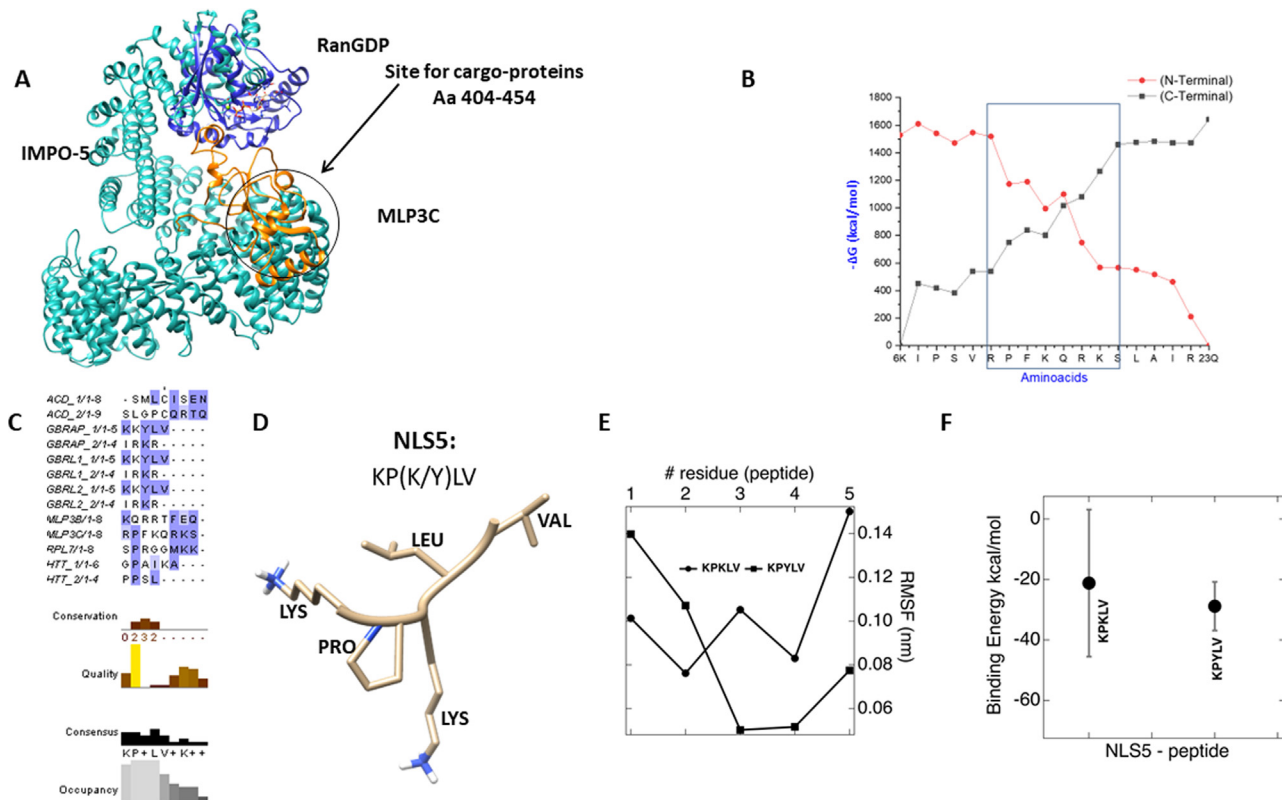 A
RanGDP
Site for cargo-proteins
Aa 404-454
IMPO-5
MLP3C
B
(N-Terminal)
(C-Terminal)
1800
1600
1400
1200
1000
800
600
400
200
0
-ΔG (kcal/mol)
6K I P S V R P F K Q R K S L A I R 23Q
Aminoacids
C
ACD_1/1-8 - S M L C I S E N
ACD_2/1-9 S L G P C Q R T Q
GBRAP_1/1-5 K K Y L V - - - -
GBRAP_2/1-4 I R K R - - - - -
GBRL1_1/1-5 K K Y L V - - - -
GBRL1_2/1-4 I R K R - - - - -
GBRL2_1/1-5 K K Y L V - - - -
GBRL2_2/1-4 I R K R - - - - -
MLP3B/1-8 K Q R R T F E Q -
MLP3C/1-8 R P F K Q R K S -
RPL7/1-8 S P R G G M K K -
HTT_1/1-6 G P A I K A - - -
HTT_2/1-4 P P S L - - - - -
Conservation
0 2 3 2 - - - - -
Quality
Consensus
K P + L V + K + +
Occupancy
D
NLS5:
KP(K/Y)LV
VAL
LEU
LYS
PRO
LYS
E
# residue (peptide)
1 2 3 4 5
KPKLV KPYLV
0.14
0.12
0.10
0.08
0.06
RMSF (nm)
F
0
-20
-40
-60
Binding Energy kcal/mol
KPKLV
KPYLV
NLS5 - peptide